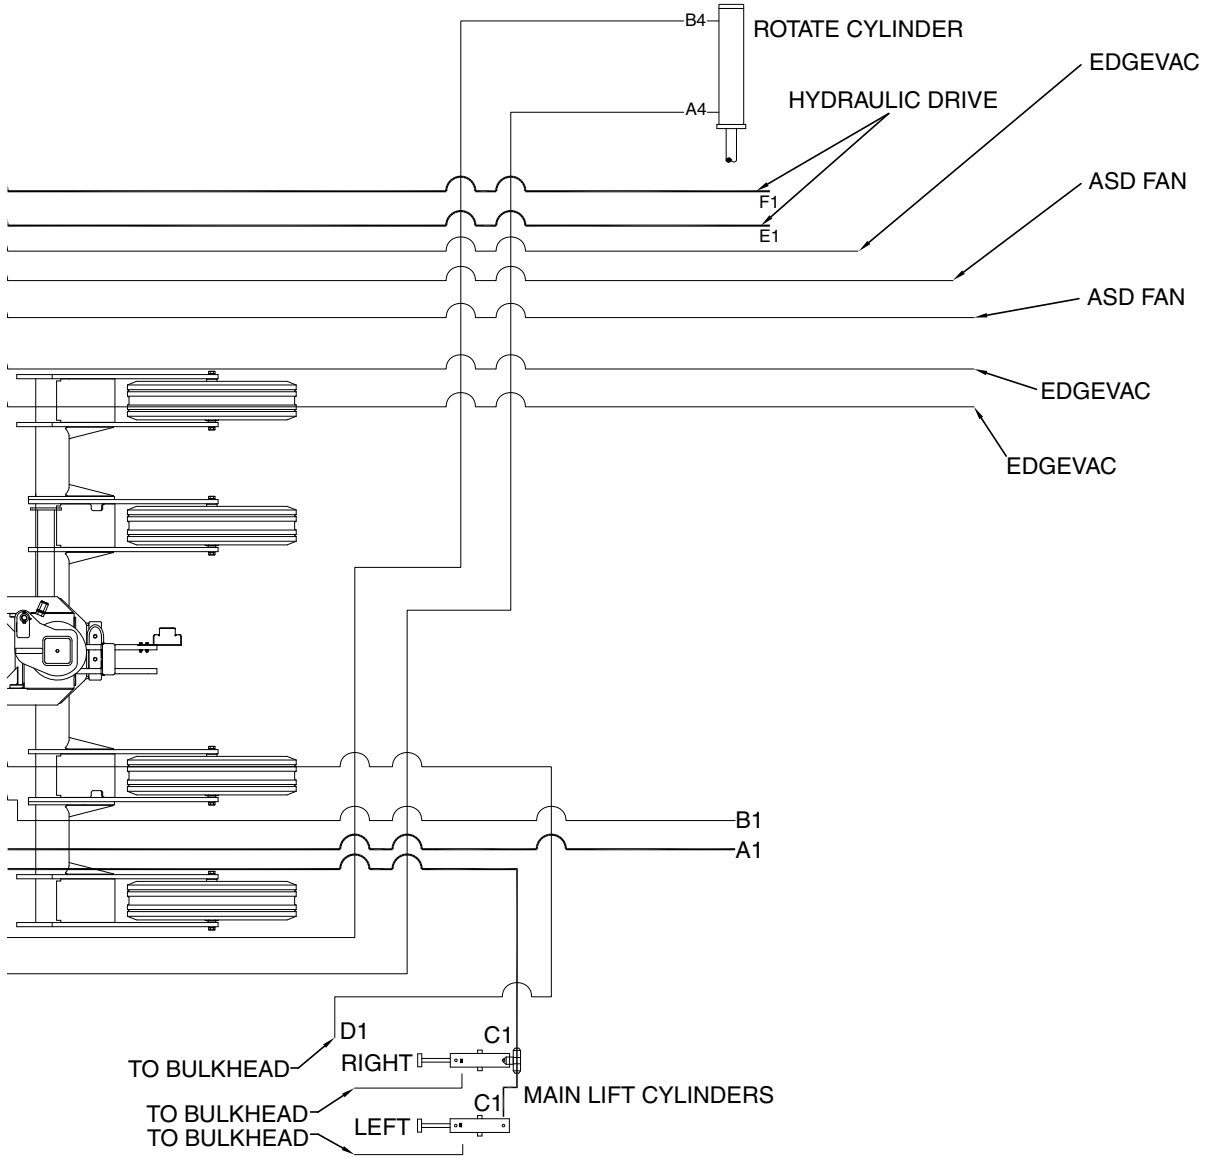 B4
ROTATE CYLINDER
EDGEVAC
HYDRAULIC DRIVE
A4
ASD FAN
F1
E1
ASD FAN
EDGEVAC
EDGEVAC
B1
A1
D1
C1
RIGHT
TO BULKHEAD
MAIN LIFT CYLINDERS
C1
TO BULKHEAD
LEFT
TO BULKHEAD